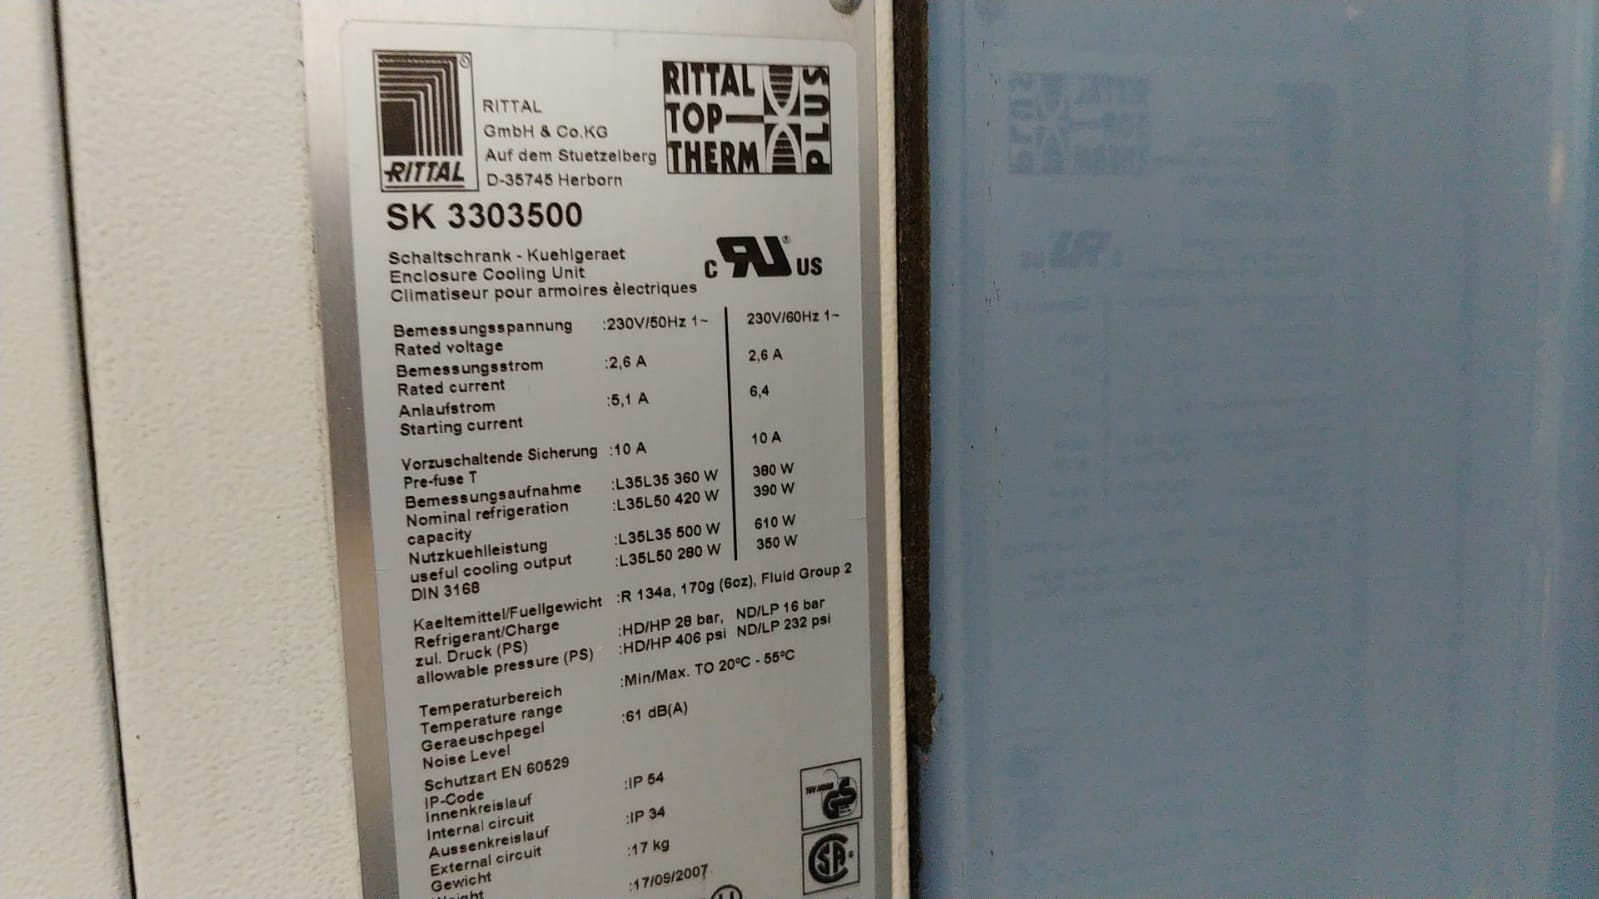 RITTAL
RITTAL
GmbH & Co.KG
Auf dem Stuetzelberg
D-35745 Herborn
RITTAL
TOP
THERM
PLUS
SK 3303500
Schaltschrank - Kuehlgeraet
Enclosure Cooling Unit
Climatiseur pour armoires èlectriques
c RU US
Bemessungsspannung :230V/50Hz 1~ 230V/60Hz 1~
Rated voltage
Bemessungsstrom :2,6 A 2,6 A
Rated current
Anlaufstrom :5,1 A 6,4
Starting current
Vorzuschaltende Sicherung :10 A 10 A
Pre-fuse T
Bemessungsaufnahme :L35L35 360 W 380 W
Nominal refrigeration :L35L50 420 W 390 W
capacity
Nutzkuehlleistung :L35L35 500 W 610 W
useful cooling output :L35L50 280 W 350 W
DIN 3168
Kaeltemittel/Fuellgewicht :R 134a, 170g (6oz), Fluid Group 2
Refrigerant/Charge
zul. Druck (PS) :HD/HP 28 bar, ND/LP 16 bar
allowable pressure (PS) :HD/HP 406 psi ND/LP 232 psi
Temperaturbereich :Min/Max. TO 20°C - 55°C
Temperature range
Geraeuschpegel :61 dB(A)
Noise Level
Schutzart EN 60529
IP-Code
Innenkreislauf :IP 54
Internal circuit
Aussenkreislauf :IP 34
External circuit
Gewicht :17 kg
Weight
:17/09/2007
GS
SA